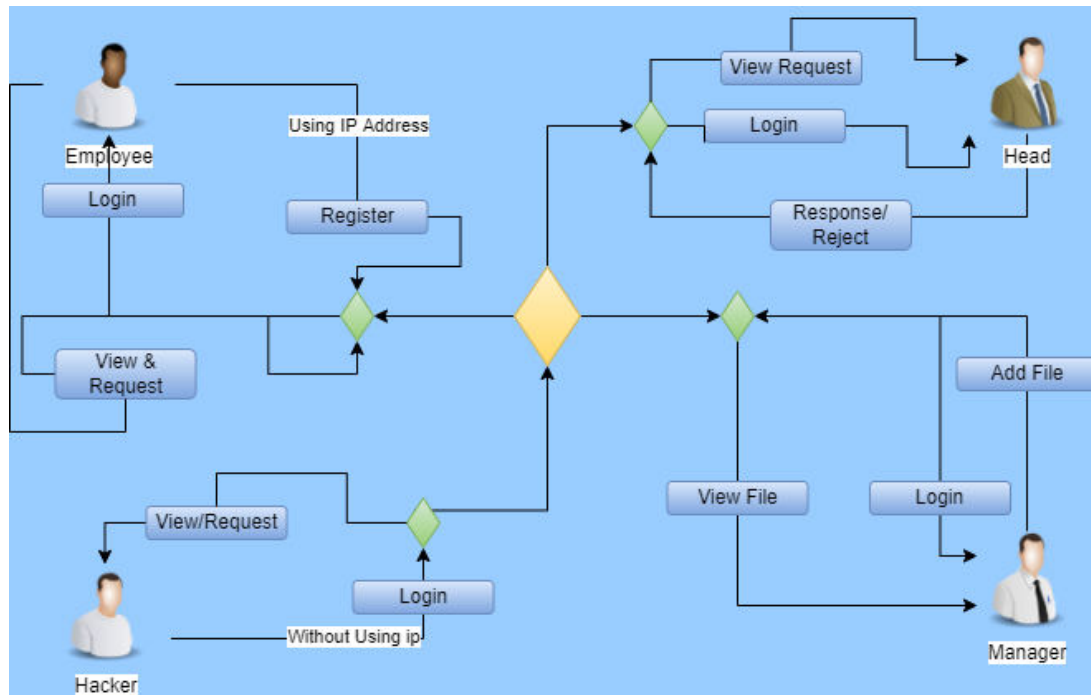 View Request
Using IP Address
Login
Employee
Head
Login
Register
Response/
Reject
View &
Request
Add File
View/Request
View File
Login
Login
Without Using ip
Manager
Hacker